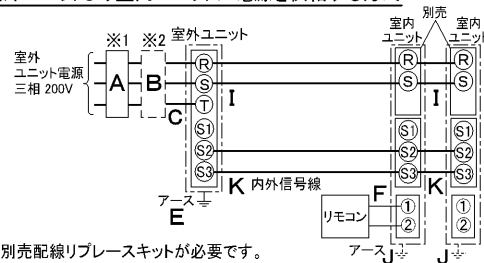 ※1 ※2 室外ユニット 別売
室内ユニット 室内ユニット
室外
ユニット電源
三相 200V
A B C
R
S
T
S1
S2
S3
I
K 内外信号線
アース
E
R
S
S1
S2
S3
①
②
I
K
R
S
S1
S2
S3
①
②
F
リモコン
アース
J J
別売配線リプレースキットが必要です。